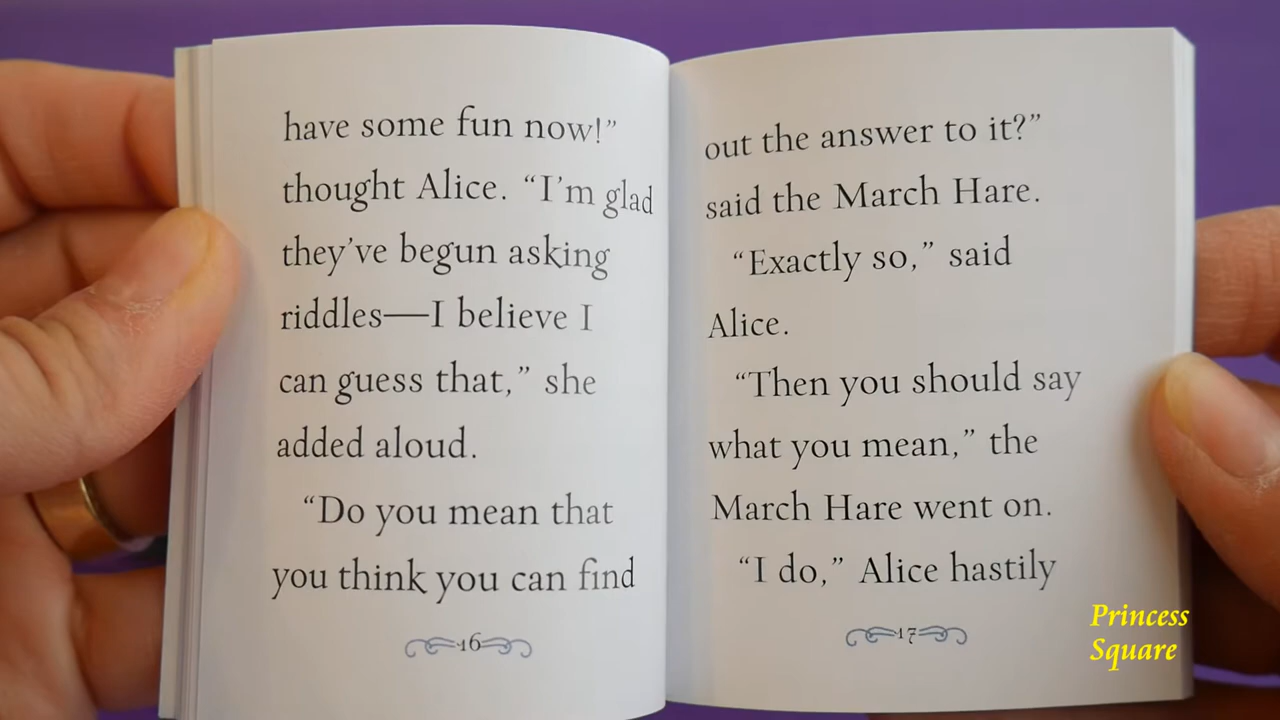 have some fun now!”
thought Alice. “I’m glad
they’ve begun asking
riddles—I believe I
can guess that,” she
added aloud.
“Do you mean that
you think you can find
16
out the answer to it?”
said the March Hare.
“Exactly so,” said
Alice.
“Then you should say
what you mean,” the
March Hare went on.
“I do,” Alice hastily
17
Princess
Square